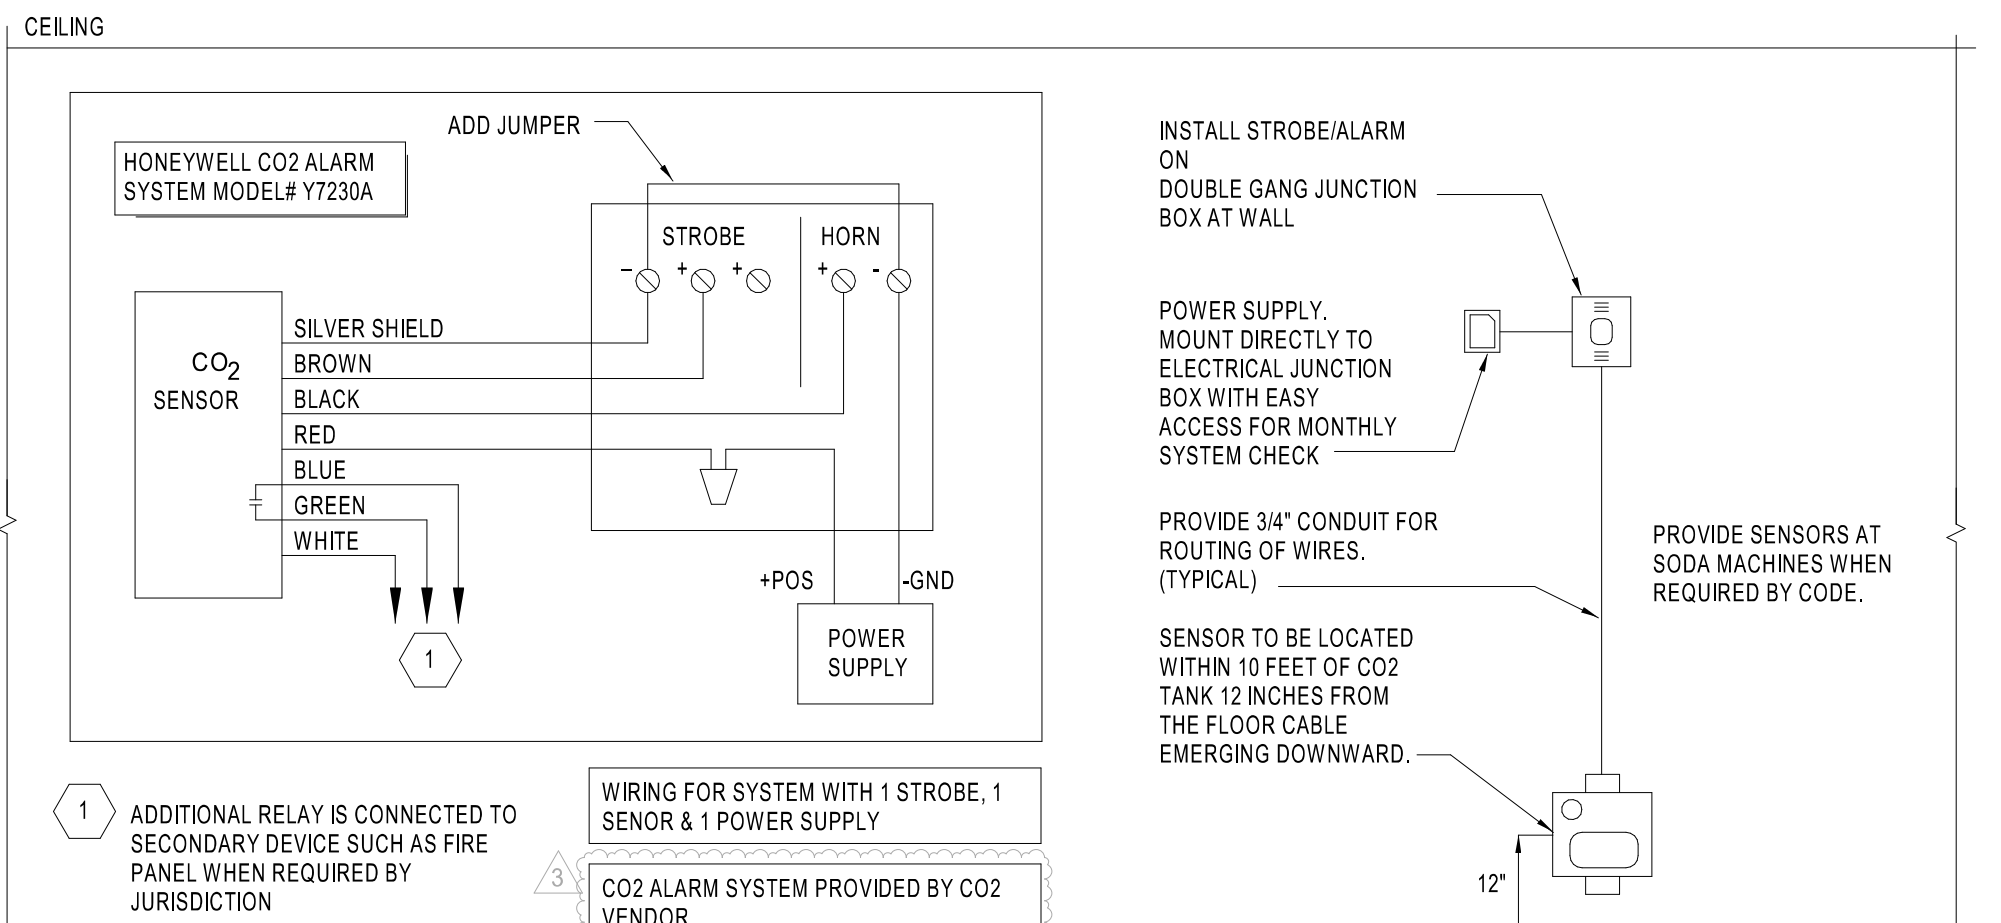 CEILING
ADD JUMPER
HONEYWELL CO2 ALARM
SYSTEM MODEL# Y7230A
STROBE
HORN
− + + + -
CO2
SENSOR
SILVER SHIELD
BROWN
BLACK
RED
BLUE
GREEN
WHITE
+POS
-GND
POWER
SUPPLY
1
1
ADDITIONAL RELAY IS CONNECTED TO
SECONDARY DEVICE SUCH AS FIRE
PANEL WHEN REQUIRED BY
JURISDICTION
WIRING FOR SYSTEM WITH 1 STROBE, 1
SENOR & 1 POWER SUPPLY
3
CO2 ALARM SYSTEM PROVIDED BY CO2
VENDOR
INSTALL STROBE/ALARM
ON
DOUBLE GANG JUNCTION
BOX AT WALL
POWER SUPPLY.
MOUNT DIRECTLY TO
ELECTRICAL JUNCTION
BOX WITH EASY
ACCESS FOR MONTHLY
SYSTEM CHECK
PROVIDE 3/4" CONDUIT FOR
ROUTING OF WIRES.
(TYPICAL)
SENSOR TO BE LOCATED
WITHIN 10 FEET OF CO2
TANK 12 INCHES FROM
THE FLOOR CABLE
EMERGING DOWNWARD.
PROVIDE SENSORS AT
SODA MACHINES WHEN
REQUIRED BY CODE.
12"